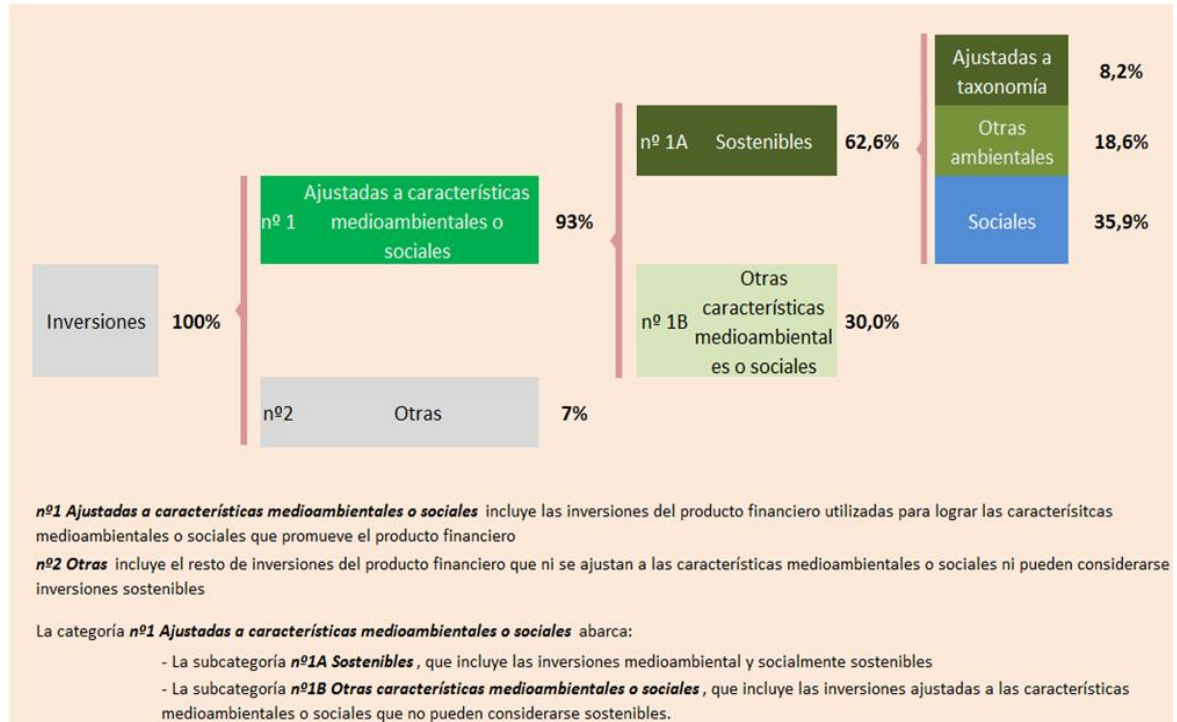 Ajustadas a
taxonomía
8,2%
nº 1A Sostenibles 62,6%
Otras
ambientales
18,6%
nº 1
Ajustadas a características
medioambientales o
sociales
93%
Sociales 35,9%
Inversiones 100%
nº 1B
Otras
características
medioambiental
es o sociales
30,0%
nº2 Otras 7%
nº1 Ajustadas a características medioambientales o sociales incluye las inversiones del producto financiero utilizadas para lograr las caracterísitcas
medioambientales o sociales que promueve el producto financiero
nº2 Otras incluye el resto de inversiones del producto financiero que ni se ajustan a las características medioambientales o sociales ni pueden considerarse
inversiones sostenibles
La categoría nº1 Ajustadas a características medioambientales o sociales abarca:
- La subcategoría nº1A Sostenibles, que incluye las inversiones medioambiental y socialmente sostenibles
- La subcategoría nº1B Otras características medioambientales o sociales, que incluye las inversiones ajustadas a las características
medioambientales o sociales que no pueden considerarse sostenibles.